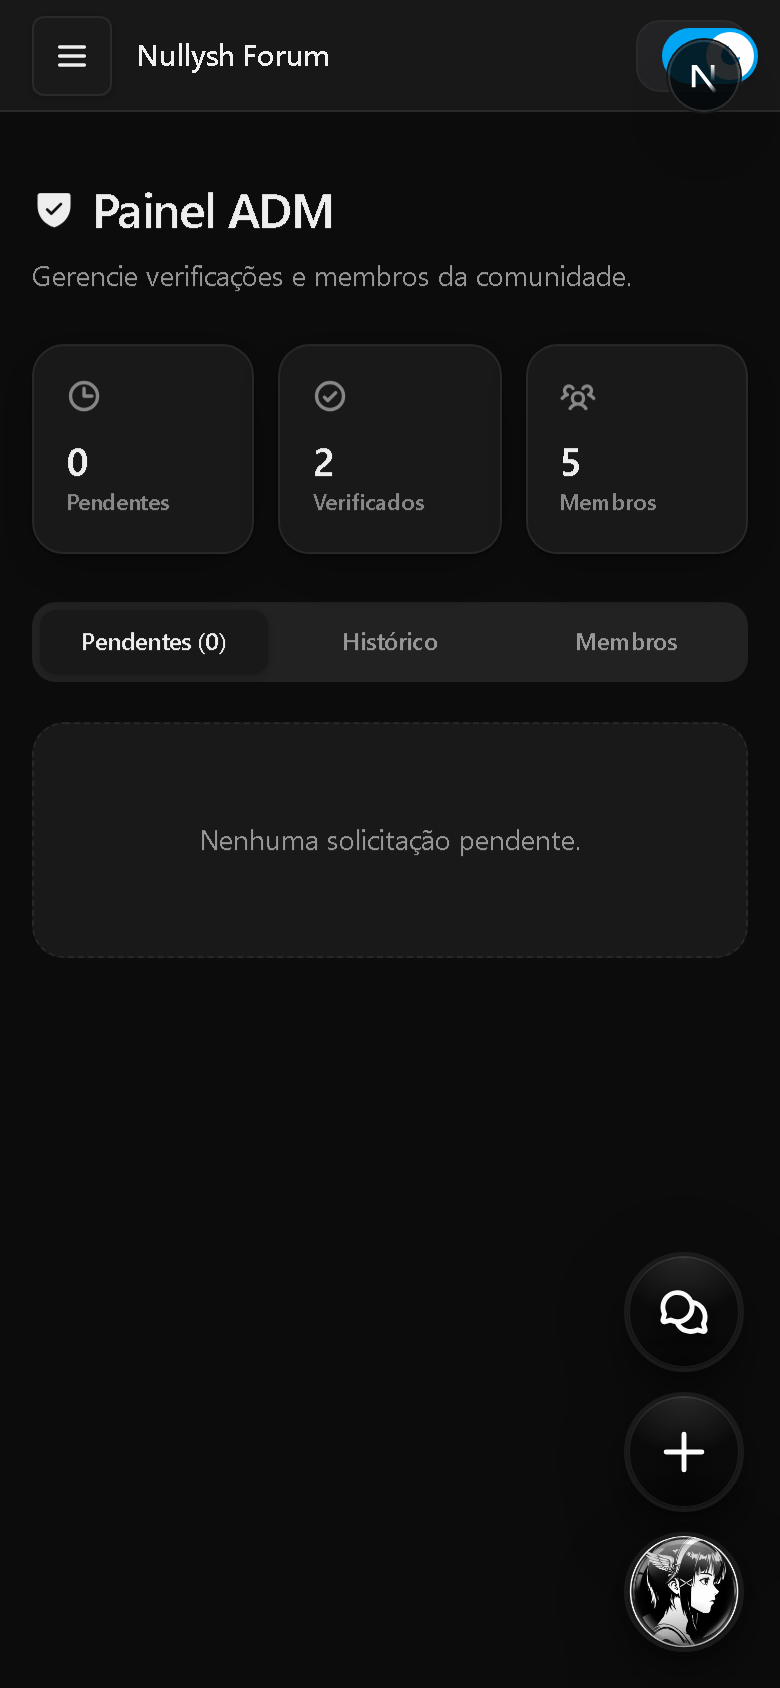 Nullysh Forum
N
Painel ADM
Gerencie verificações e membros da comunidade.
0
Pendentes
2
Verificados
5
Membros
Pendentes (0)
Histórico
Membros
Nenhuma solicitação pendente.